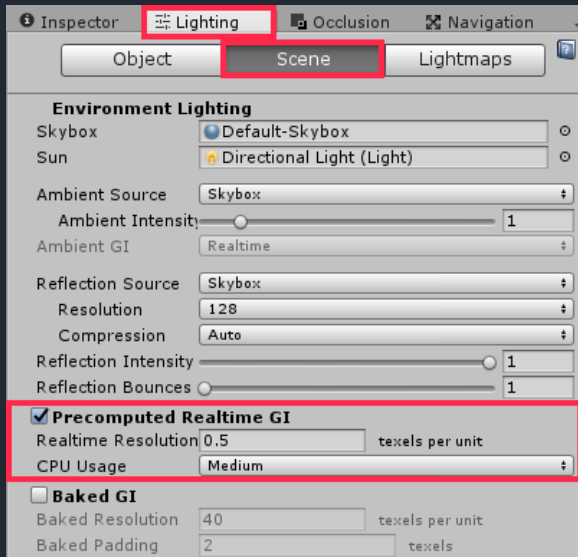 Inspector Lighting Occlusion Navigation
Object Scene Lightmaps
Environment Lighting
Skybox Default-Skybox
Sun Directional Light (Light)
Ambient Source Skybox
Ambient Intensity 1
Ambient GI Realtime
Reflection Source Skybox
Resolution 128
Compression Auto
Reflection Intensity 1
Reflection Bounces 1
Precomputed Realtime GI
Realtime Resolution 0.5 texels per unit
CPU Usage Medium
Baked GI
Baked Resolution 40 texels per unit
Baked Padding 2 texels